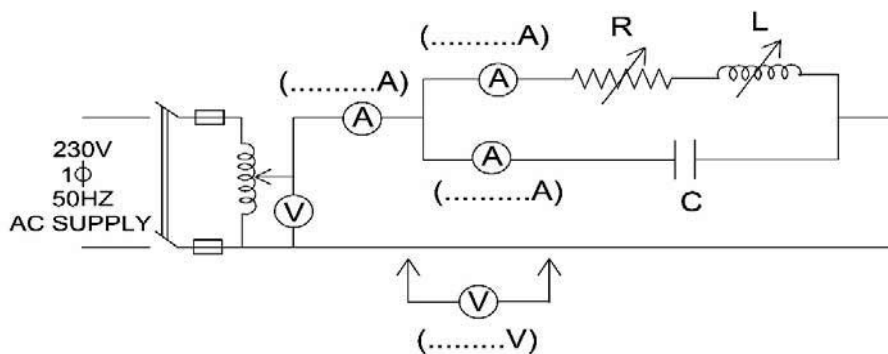 R
L
(.........A)
(.........A)
A
A
230V
1Φ
50HZ
AC SUPPLY
V
A
(.........A)
C
V
(.........V)